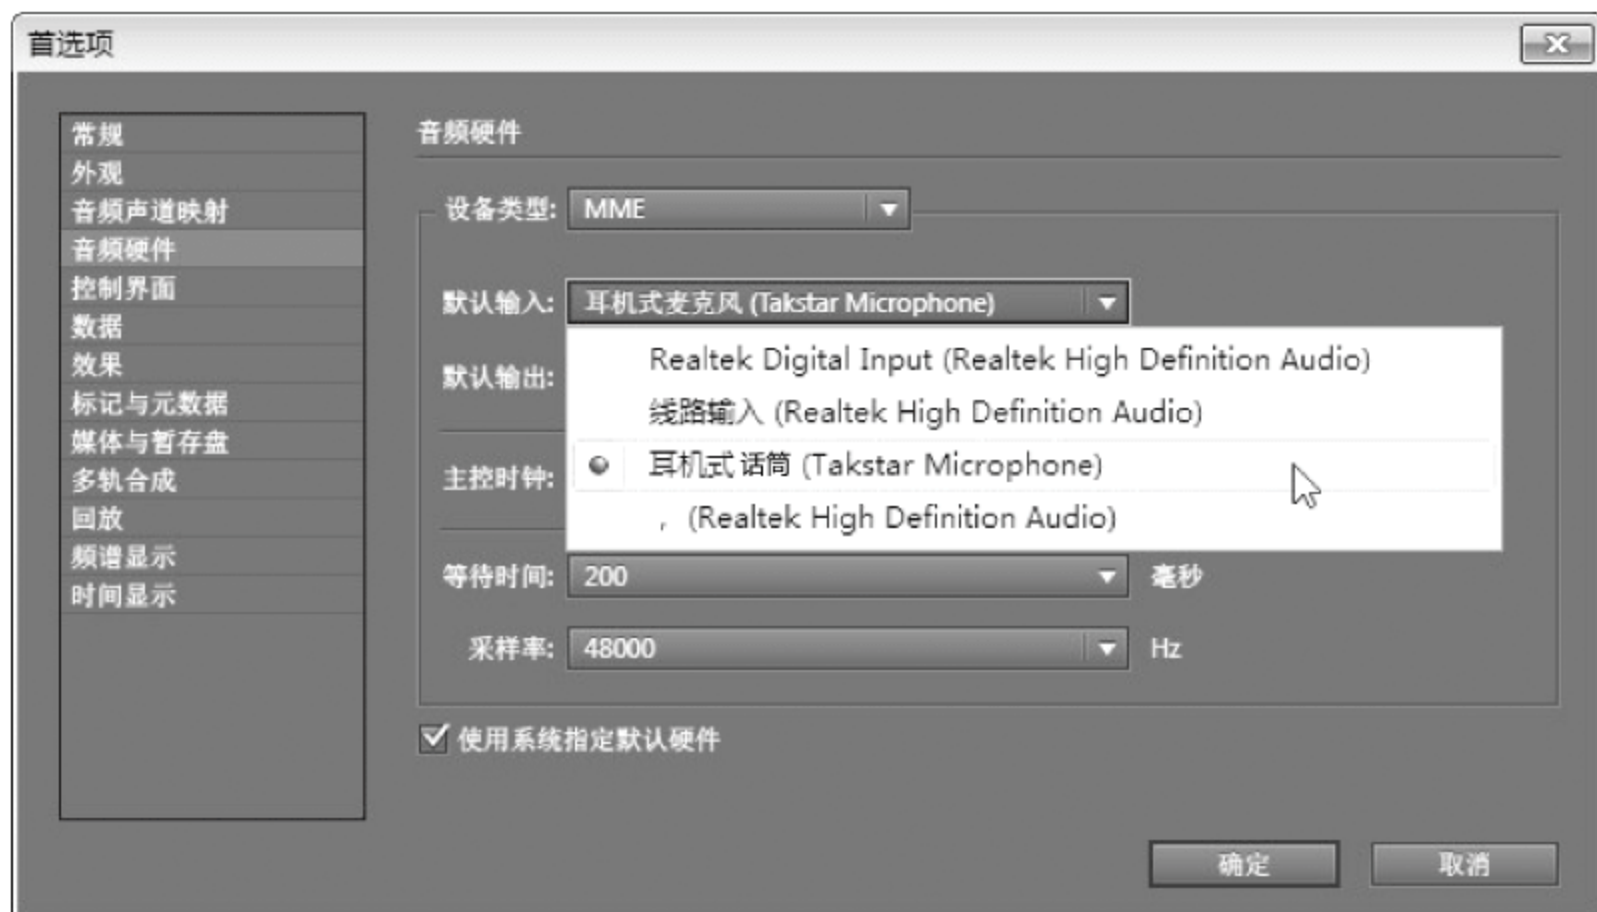 首选项
常规
外观
音频声道映射
音频硬件
控制界面
数据
效果
标记与元数据
媒体与暂存盘
多轨合成
回放
频谱显示
时间显示
音频硬件
设备类型: MME
默认输入: 耳机式麦克风 (Takstar Microphone)
Realtek Digital Input (Realtek High Definition Audio)
线路输入 (Realtek High Definition Audio)
耳机式话筒 (Takstar Microphone)
, (Realtek High Definition Audio)
默认输出:
主控时钟:
等待时间: 200 毫秒
采样率: 48000 Hz
使用系统指定默认硬件
确定 取消